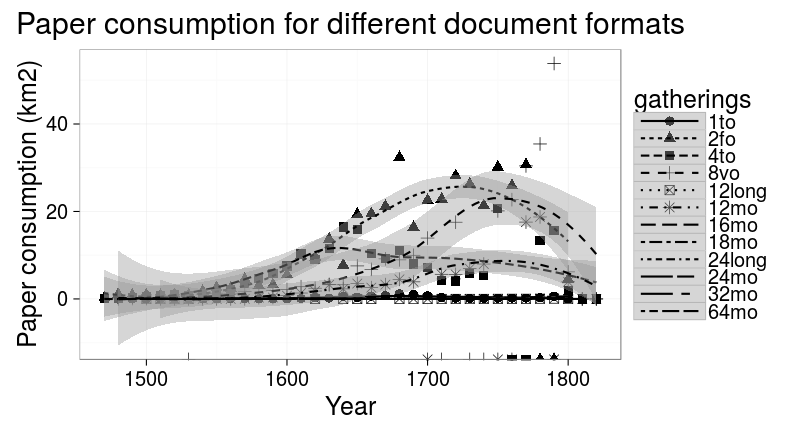 Paper consumption for different document formats
Paper consumption (km2)
40
20
0
1500
1600
1700
1800
Year
gatherings
1to
2fo
4to
8vo
12long
12mo
16mo
18mo
24long
24mo
32mo
64mo